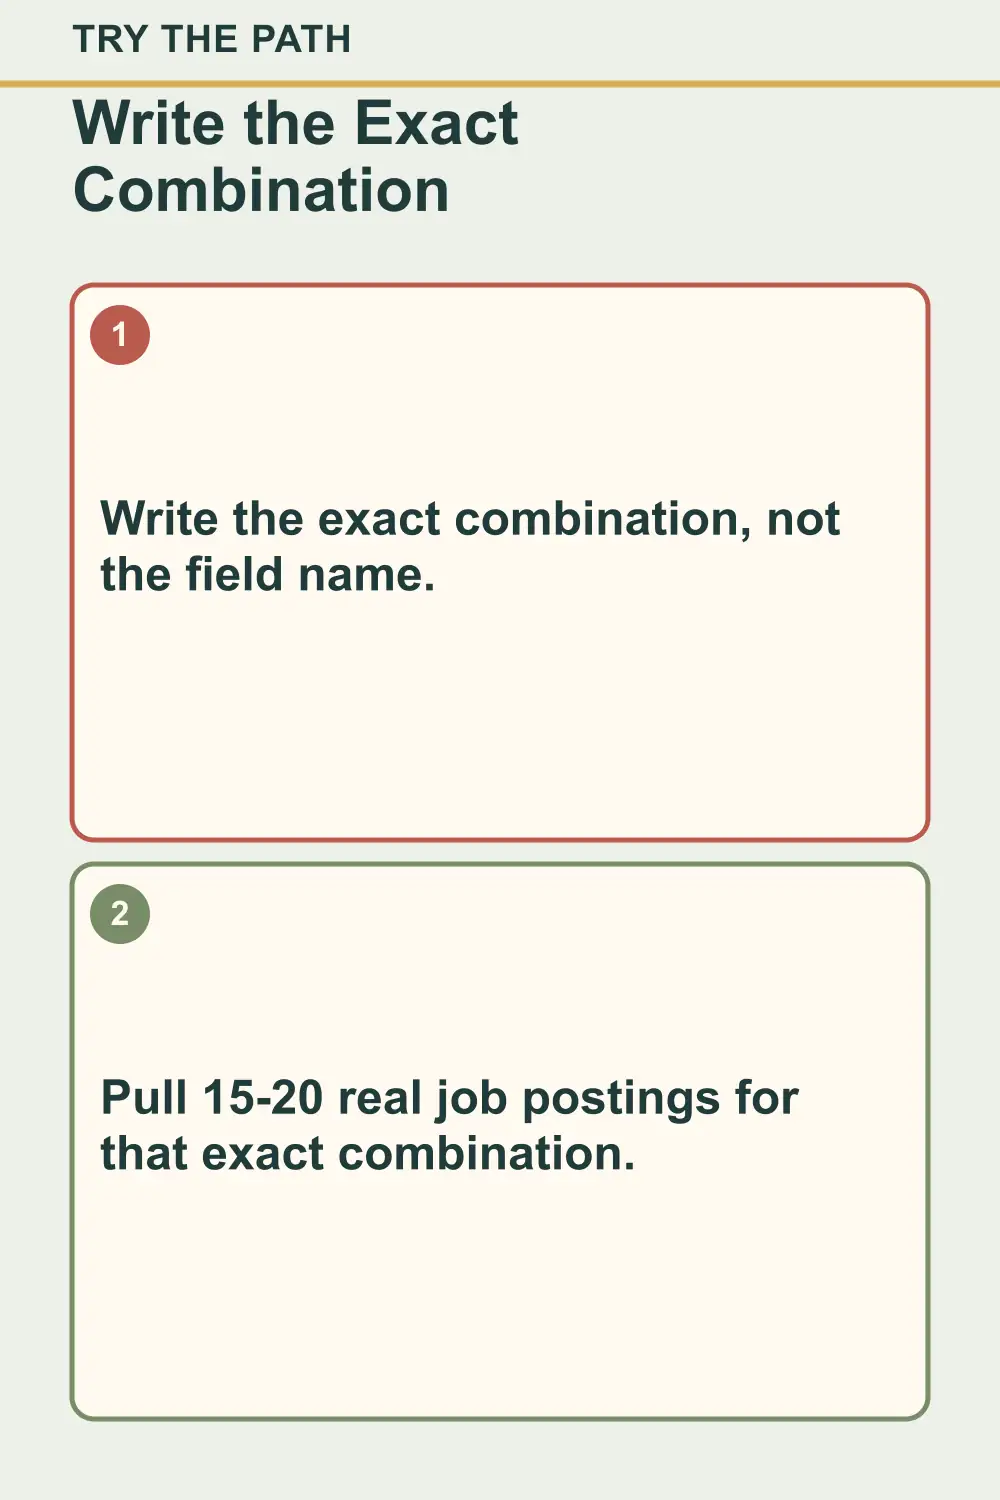 TRY THE PATH
Write the Exact
Combination
1
Write the exact combination, not
the field name.
2
Pull 15-20 real job postings for
that exact combination.